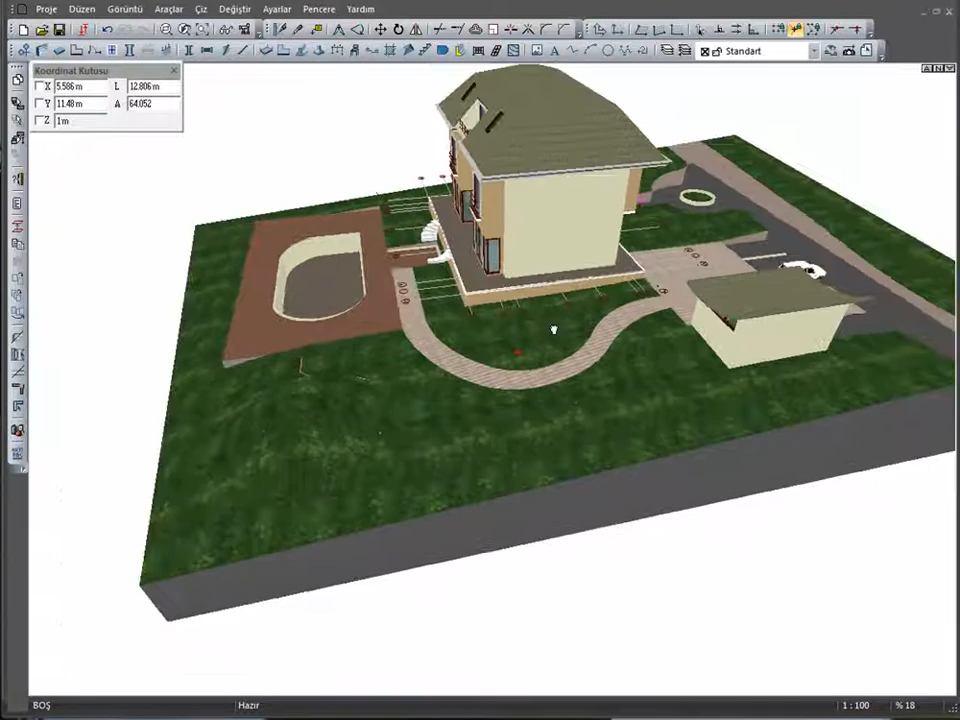 Proje Düzen Görüntü Araçlar Çiz Değiştir Ayarlar Pencere Yardım
Standart
Koordinat Kutusu
X 5.586 m L 12.806 m
Y 11.48 m A 64.052
Z 1m
BOŞ Hazır 1 : 100 % 18